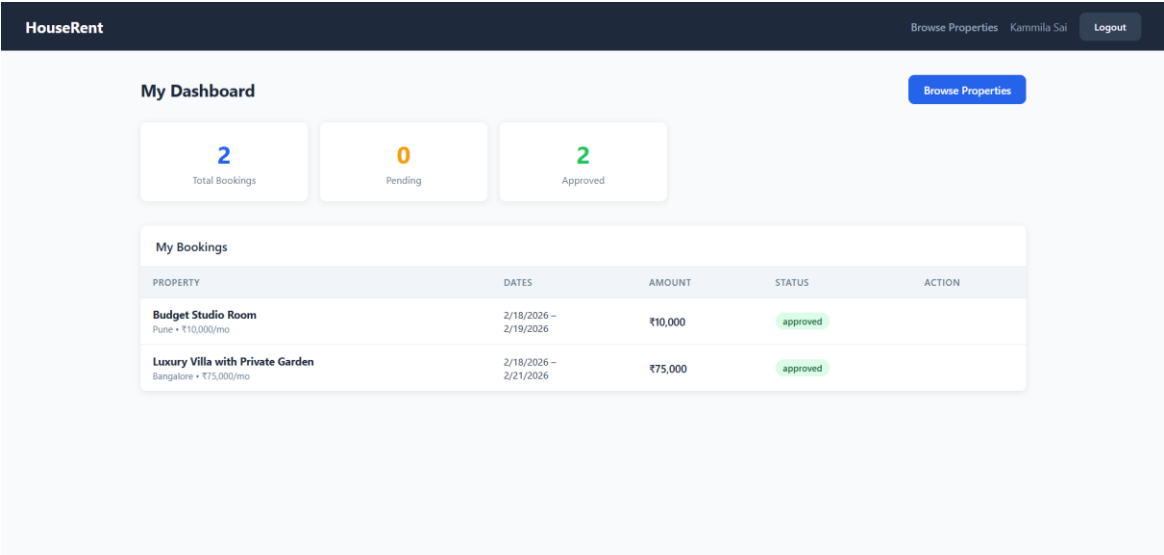 HouseRent
Browse Properties Kammila Sai Logout
My Dashboard
Browse Properties
2
Total Bookings
0
Pending
2
Approved
My Bookings
PROPERTY DATES AMOUNT STATUS ACTION
Budget Studio Room
Pune • ₹10,000/mo
2/18/2026 –
2/19/2026
₹10,000
approved
Luxury Villa with Private Garden
Bangalore • ₹75,000/mo
2/18/2026 –
2/21/2026
₹75,000
approved